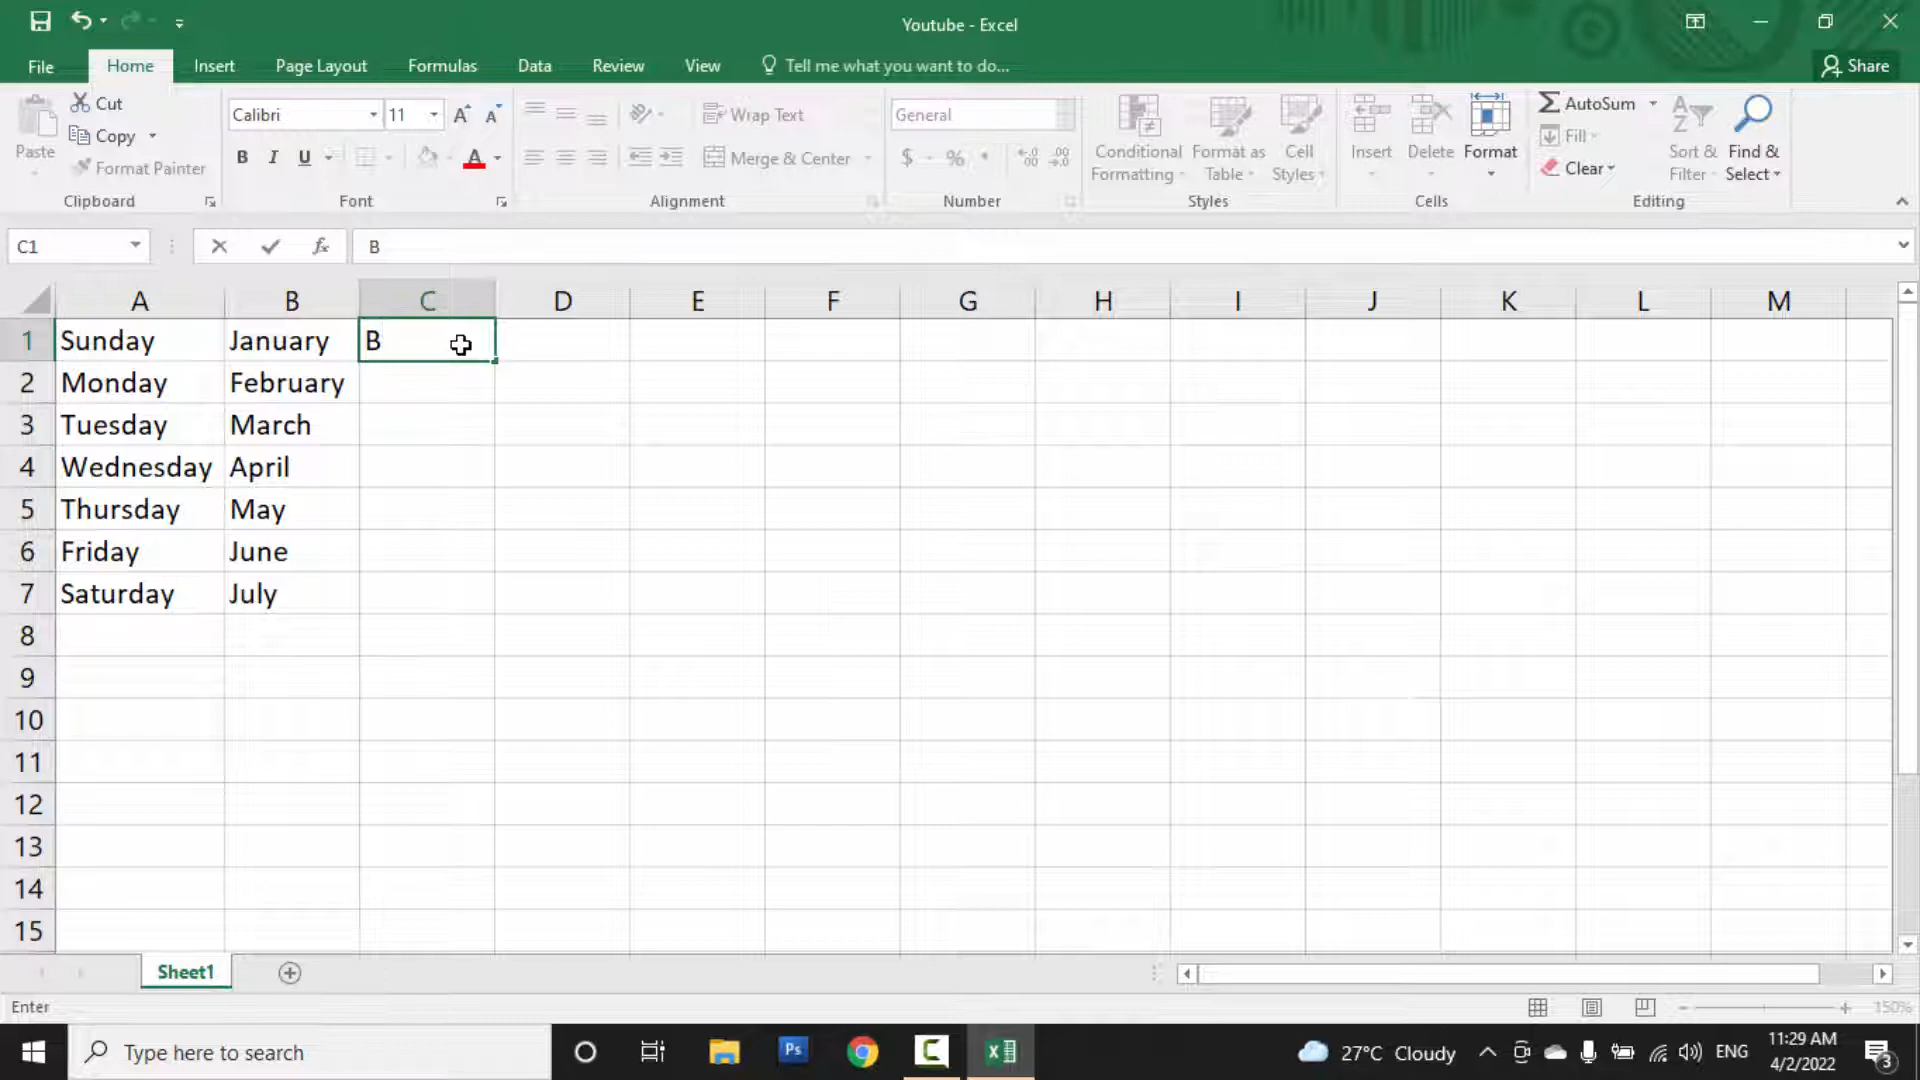 Youtube - Excel
File Home Insert Page Layout Formulas Data Review View Tell me what you want to do... Share
Paste Cut Copy Format Painter
Clipboard
Calibri 11
B I U A
Font
Wrap Text
Merge & Center
Alignment
General
$ %
Number
Conditional Formatting Format as Table Cell Styles
Styles
Insert Delete Format
Cells
AutoSum
Fill
Clear
Sort & Filter Find & Select
Editing
C1 fx B
A B C D E F G H I J K L M
1 Sunday January B
2 Monday February
3 Tuesday March
4 Wednesday April
5 Thursday May
6 Friday June
7 Saturday July
8
9
10
11
12
13
14
15
Sheet1
Enter 150%
Type here to search Ps 27°C Cloudy ENG 11:29 AM
4/2/2022 3